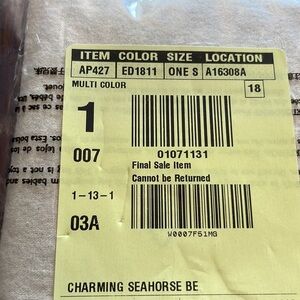 ITEM COLOR SIZE LOCATION
AP427 ED1811 ONE S A16308A
MULTI COLOR
18
1
007
01071131
Final Sale Item
Cannot be Returned
1-13-1
03A
W0007F51MG
CHARMING SEAHORSE BE